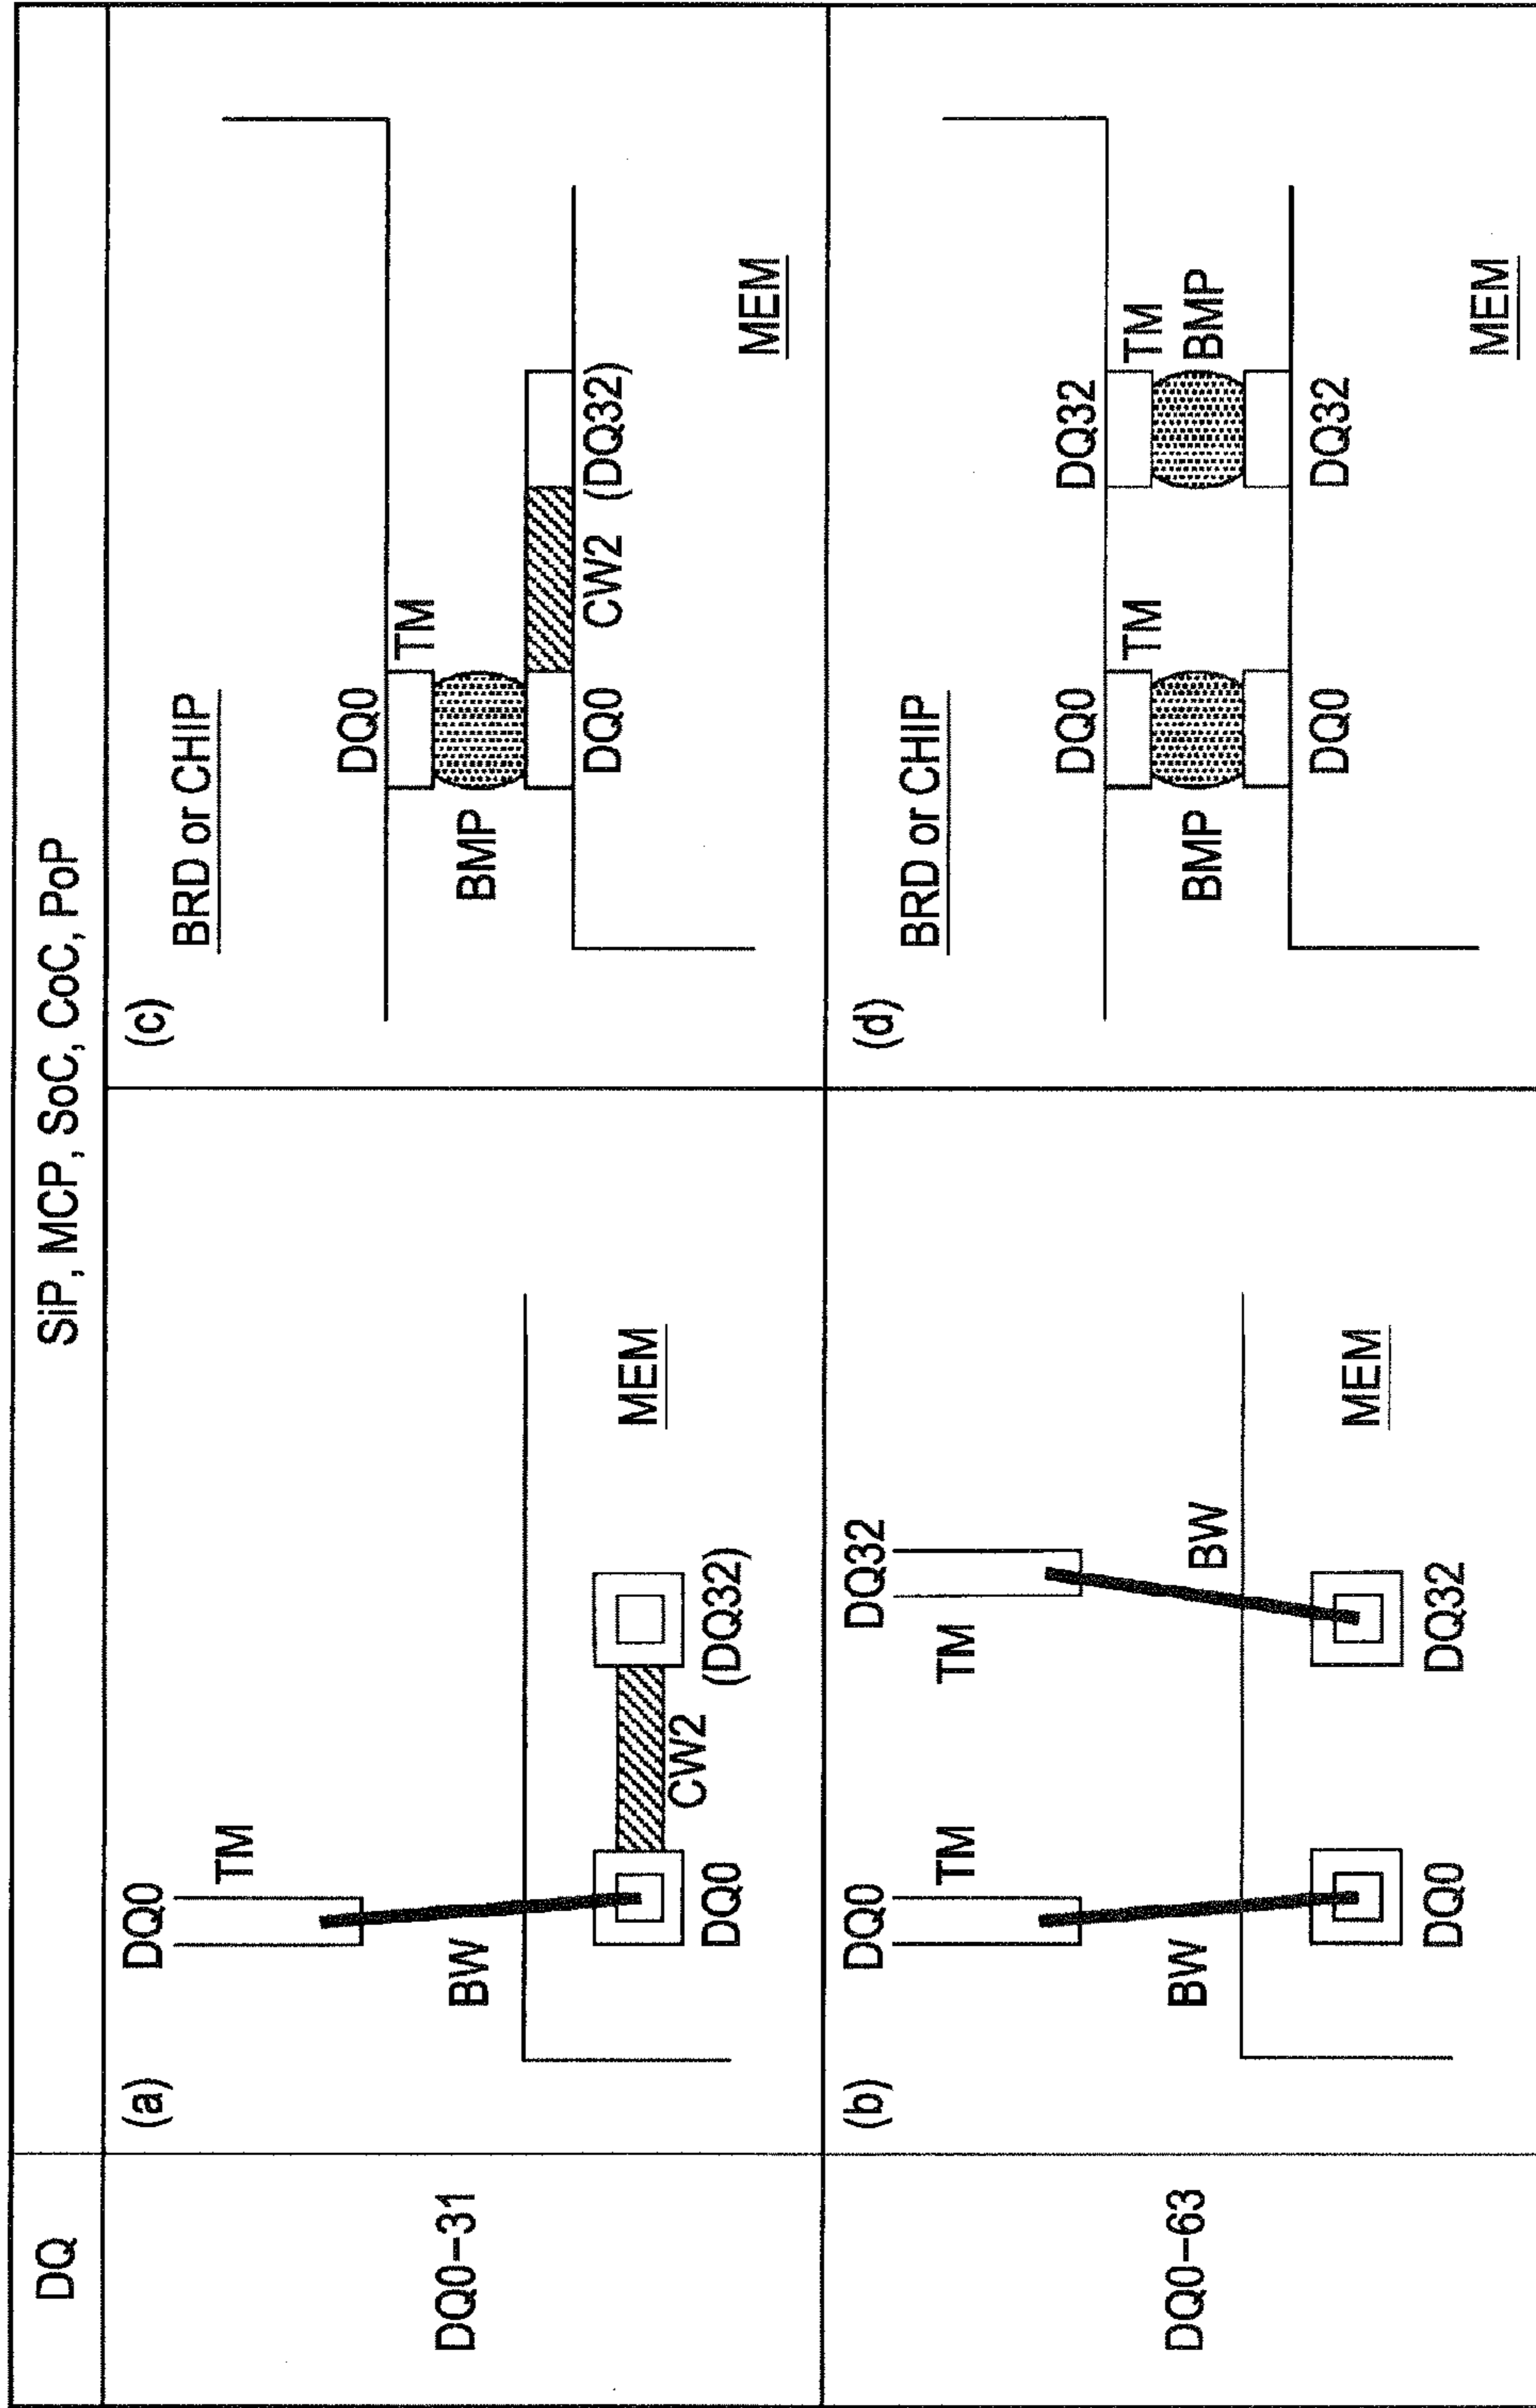 DQ
SiP, MCP, SoC, CoC, PoP
DQ0-31
(a)
DQ0
TM
BW
DQ0
CW2
(DQ32)
MEM
(c)
BRD or CHIP
DQ0
TM
BMP
DQ0
CW2
(DQ32)
MEM
DQ0-63
(b)
DQ0
TM
DQ32
TM
BW
BW
DQ0
DQ32
MEM
(d)
BRD or CHIP
DQ0
TM
DQ32
TM
BMP
BMP
DQ0
DQ32
MEM